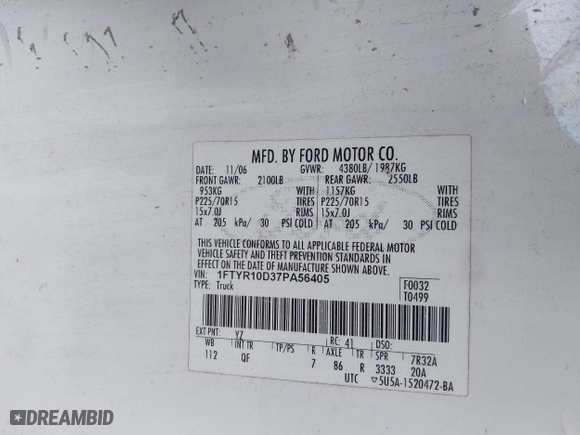 MFD. BY FORD MOTOR CO.
DATE: 11/06 GVWR: 4380LB/ 1987KG
FRONT GAWR: 2100LB REAR GAWR: 2550LB
953KG WITH 1157KG WITH
P225/70R15 TIRES P225/70R15 TIRES
15x7.0J RIMS 15x7.0J RIMS
AT 205 kPa/ 30 PSI COLD AT 205 kPa/ 30 PSI COLD
THIS VEHICLE CONFORMS TO ALL APPLICABLE FEDERAL MOTOR
VEHICLE SAFETY AND THEFT PREVENTION STANDARDS IN
EFFECT ON THE DATE OF MANUFACTURE SHOWN ABOVE.
VIN: 1FTYR10D37PA56405 F0032
TYPE: Truck T0499
EXT PNT: YZ RC: 41 DSO:
WB INT TR TP/PS R AXLE TR SPR 7R32A
112 QF 7 86 R 3333 20A
UTC ▽5U5A-1520472-BA
DREAMBID